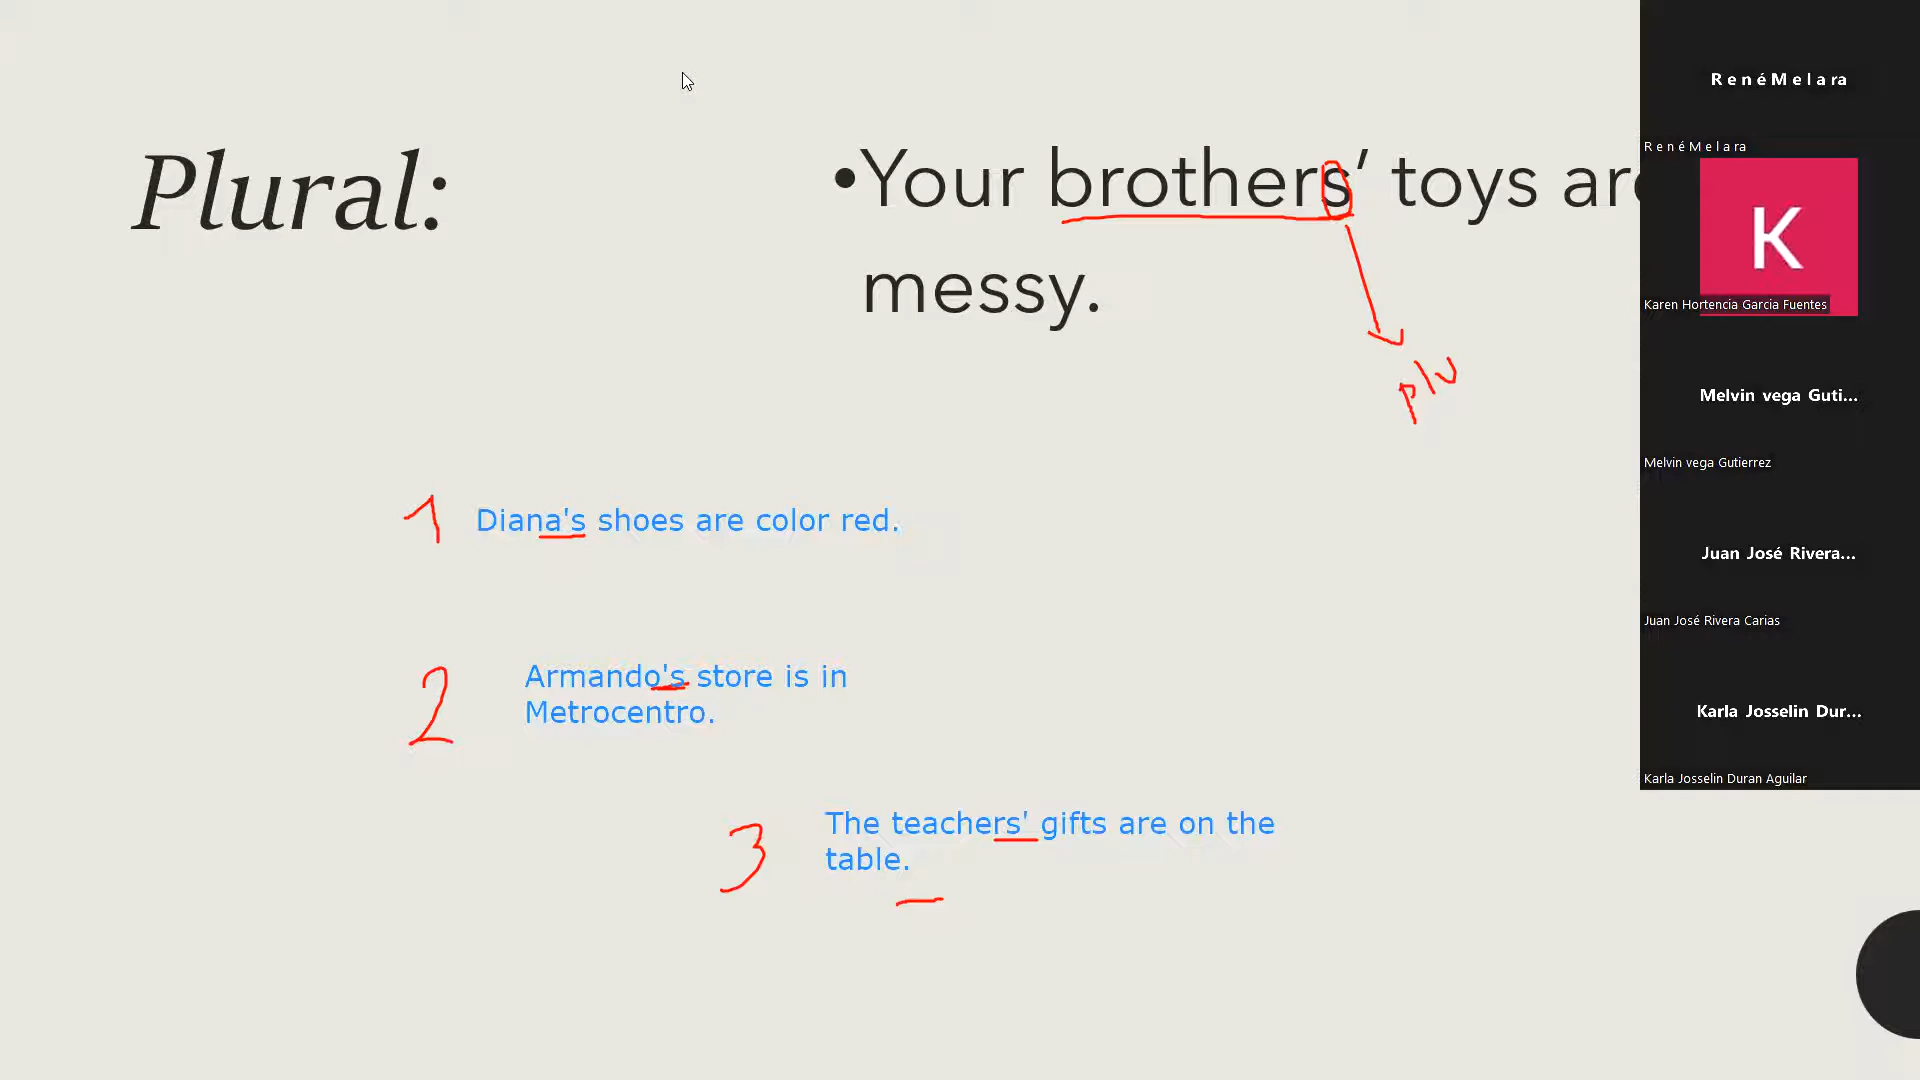 Plural:
•Your brothers’ toys are
messy.
plu
1 Diana's shoes are color red.
2 Armando's store is in
Metrocentro.
3 The teachers' gifts are on the
table.
R e n é M e l a r a
R e n é M e l a r a
K
Karen Hortencia Garcia Fuentes
Melvin vega Guti...
Melvin vega Gutierrez
Juan José Rivera...
Juan José Rivera Carias
Karla Josselin Dur...
Karla Josselin Duran Aguilar